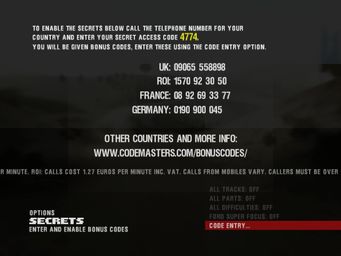 TO ENABLE THE SECRETS BELOW CALL THE TELEPHONE NUMBER FOR YOUR
COUNTRY AND ENTER YOUR SECRET ACCESS CODE 4774.
YOU WILL BE GIVEN BONUS CODES, ENTER THESE USING THE CODE ENTRY OPTION.
UK: 09065 558898
ROI: 1570 92 30 50
FRANCE: 08 92 69 33 77
GERMANY: 0190 900 045
OTHER COUNTRIES AND MORE INFO:
WWW.CODEMASTERS.COM/BONUSCODES/
R MINUTE, ROI: CALLS COST 1.27 EUROS PER MINUTE INC. VAT. CALLS FROM MOBILES VARY. CALLERS MUST BE OVER
ALL TRACKS: OFF
ALL PARTS: OFF
ALL DIFFICULTIES: OFF
FORD SUPER FOCUS: OFF
CODE ENTRY...
OPTIONS
SECRETS
ENTER AND ENABLE BONUS CODES